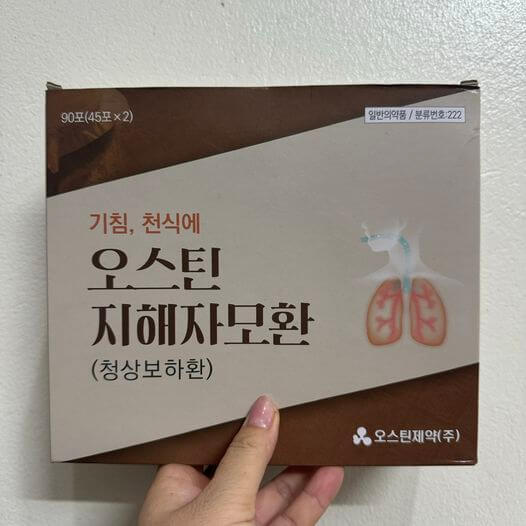 90포(45포×2)
일반의약품 / 분류번호:222
기침, 천식에
오스틴
지해자모환
(청상보하환)
오스틴제약(주)